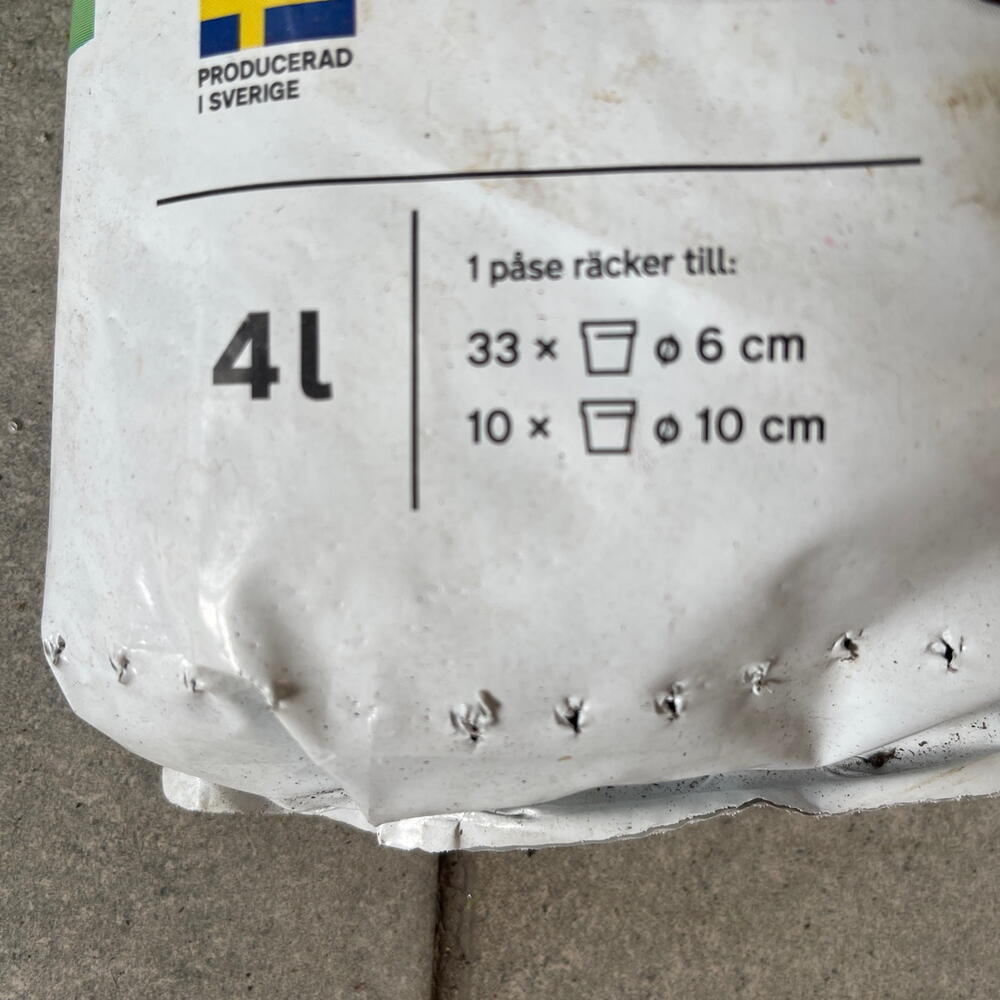 PRODUCERAD
I SVERIGE
4 l
1 påse räcker till:
33 × ø 6 cm
10 × ø 10 cm